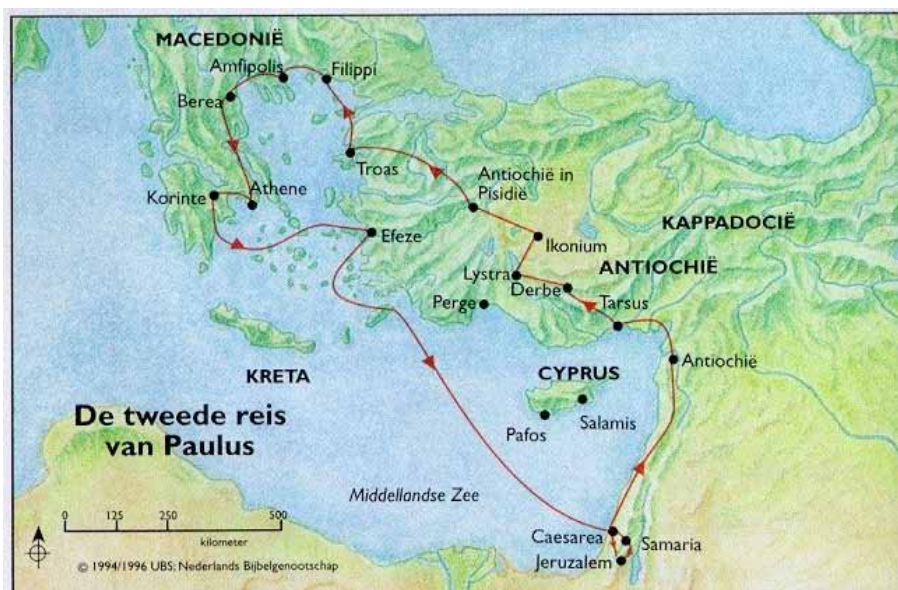 MACEDONIË
Amfipolis
Filippi
Berea
Troas
Antiochië in
Pisidië
Korinte
Athene
KAPPADOCIË
Efeze
Ikonium
ANTIOCHIË
Lystra
Derbe
Tarsus
Perge
Antiochië
KRETA
CYPRUS
De tweede reis
van Paulus
Salamis
Pafos
Middellandse Zee
0 125 250 500
kilometer
Caesarea
Samaria
Jeruzalem
© 1994/1996 UBS: Nederlands Bijbelgenootschap